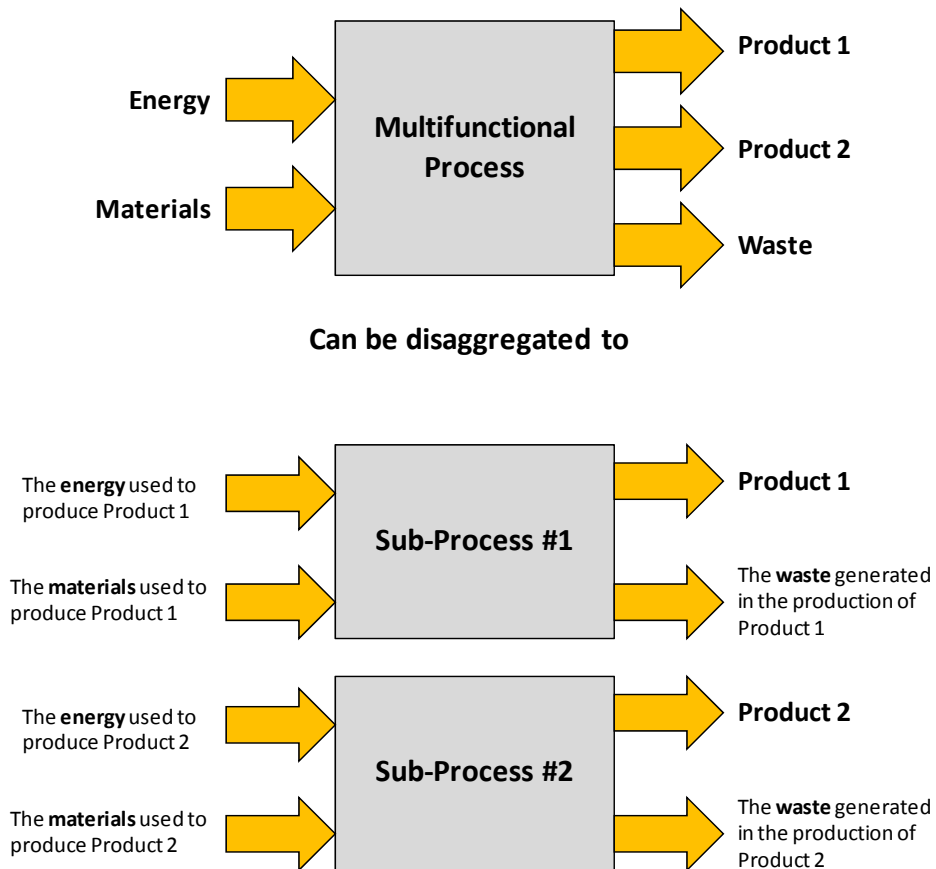 Energy
Materials
Multifunctional
Process
Product 1
Product 2
Waste
Can be disaggregated to
The energy used to
produce Product 1
The materials used to
produce Product 1
Sub-Process #1
Product 1
The waste generated
in the production of
Product 1
The energy used to
produce Product 2
The materials used to
produce Product 2
Sub-Process #2
Product 2
The waste generated
in the production of
Product 2